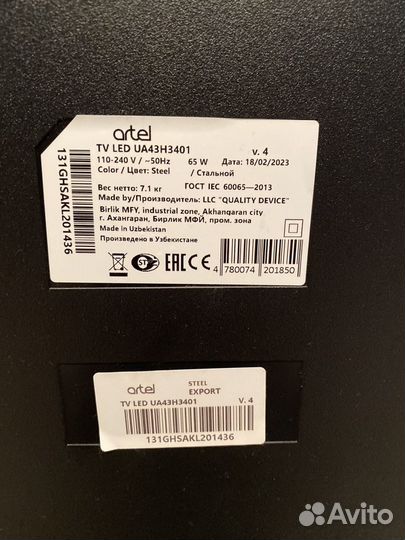 artel
TV LED UA43H3401 v. 4
110-240 V / ~50Hz 65 W Дата: 18/02/2023
Color / Цвет: Steel / Стальной
Вес нетто: 7.1 кг ГОСТ IEC 60065—2013
Made by/Производитель: LLC "QUALITY DEVICE"
Birlik MFY, industrial zone, Akhangaran city
г. Ахангаран, Бирлик МФЙ, пром. зона
Made in Uzbekistan
Произведено в Узбекистане
EAC CE
4 780074 201850
131GHSAKL201436
artel STEEL
EXPORT
TV LED UA43H3401 V. 4
131GHSAKL201436
Avito